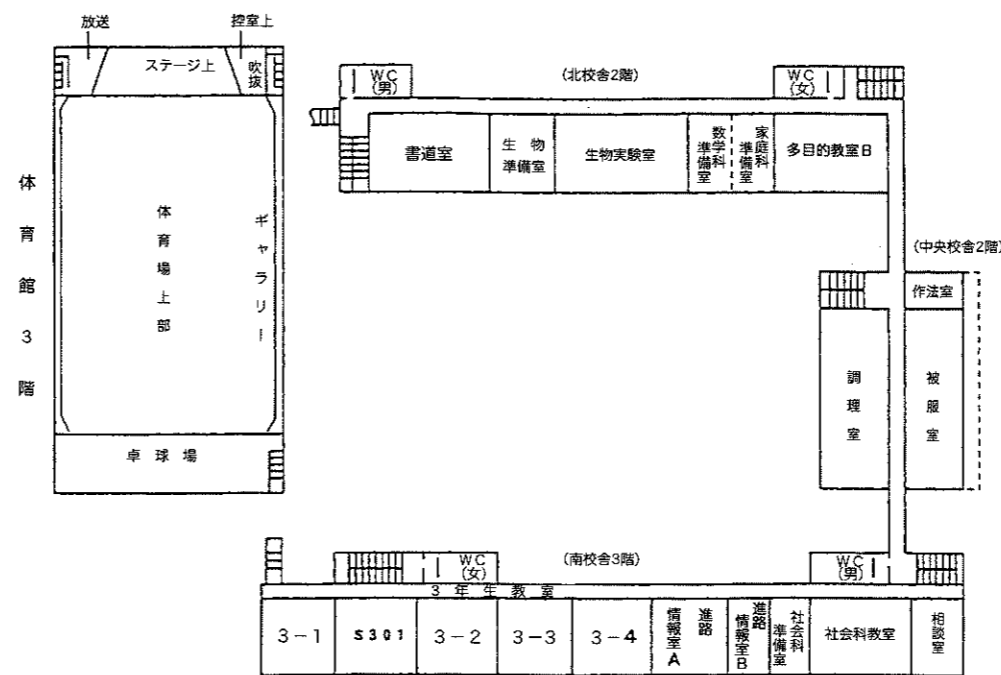 放送
控室上
ステージ上
吹抜
体育館3階
体育場上部
ギャラリー
卓球場
(北校舎2階)
WC
(男)
WC
(女)
書道室
生物
準備室
生物実験室
数学科
準備室
家庭科
準備室
多目的教室B
(中央校舎2階)
作法室
調理室
被服室
(南校舎3階)
WC
(女)
WC
(男)
3年生教室
3-1
S301
3-2
3-3
3-4
進路
情報室A
進路
情報室B
社会科
準備室
社会科教室
相談室